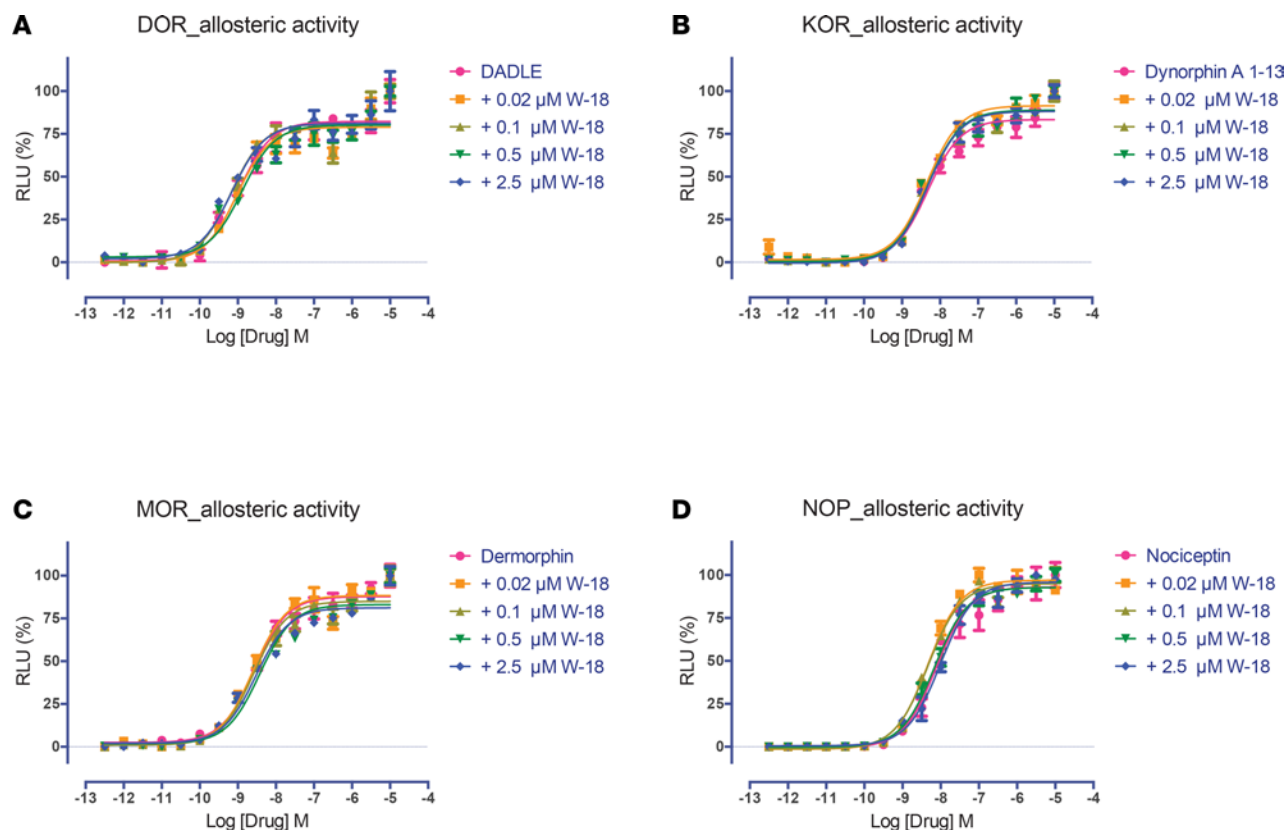 A
DOR_allosteric activity
100
75
50
25
0
RLU (%)
-13 -12 -11 -10 -9 -8 -7 -6 -5 -4
Log [Drug] M
DADLE
+ 0.02 µM W-18
+ 0.1 µM W-18
+ 0.5 µM W-18
+ 2.5 µM W-18
B
KOR_allosteric activity
100
75
50
25
0
RLU (%)
-13 -12 -11 -10 -9 -8 -7 -6 -5 -4
Log [Drug] M
Dynorphin A 1-13
+ 0.02 µM W-18
+ 0.1 µM W-18
+ 0.5 µM W-18
+ 2.5 µM W-18
C
MOR_allosteric activity
100
75
50
25
0
RLU (%)
-13 -12 -11 -10 -9 -8 -7 -6 -5 -4
Log [Drug] M
Dermorphin
+ 0.02 µM W-18
+ 0.1 µM W-18
+ 0.5 µM W-18
+ 2.5 µM W-18
D
NOP_allosteric activity
100
75
50
25
0
RLU (%)
-13 -12 -11 -10 -9 -8 -7 -6 -5 -4
Log [Drug] M
Nociceptin
+ 0.02 µM W-18
+ 0.1 µM W-18
+ 0.5 µM W-18
+ 2.5 µM W-18